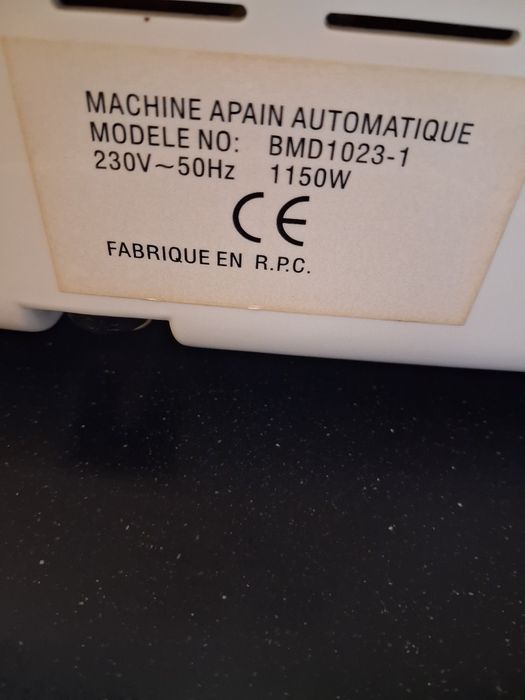 MACHINE APAIN AUTOMATIQUE
MODELE NO: BMD1023-1
230V~50Hz 1150W
CE
FABRIQUE EN R.P.C.